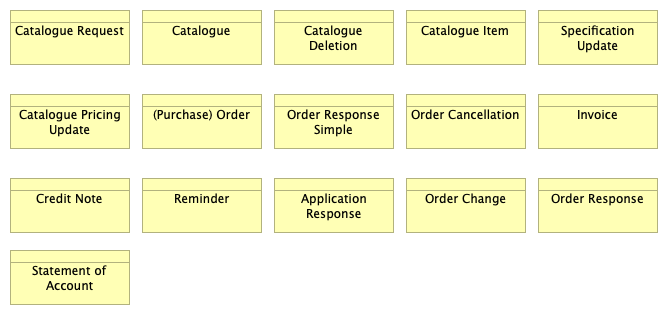 Catalogue Request
Catalogue
Catalogue
Deletion
Catalogue Item
Specification
Update
Catalogue Pricing
Update
(Purchase) Order
Order Response
Simple
Order Cancellation
Invoice
Credit Note
Reminder
Application
Response
Order Change
Order Response
Statement of
Account